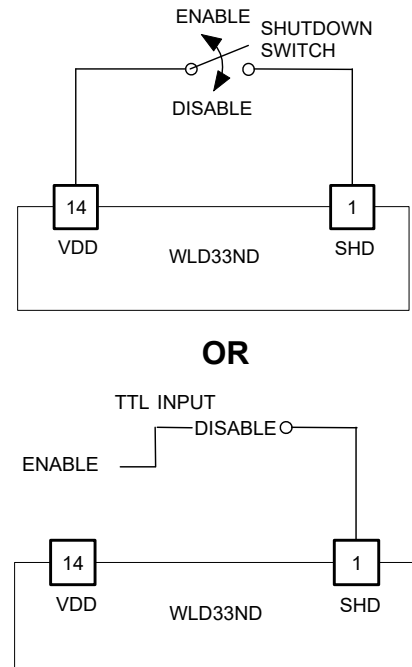 ENABLE
SHUTDOWN
SWITCH
DISABLE
14
1
VDD
WLD33ND
SHD
OR
TTL INPUT
DISABLE
ENABLE
14
1
VDD
WLD33ND
SHD